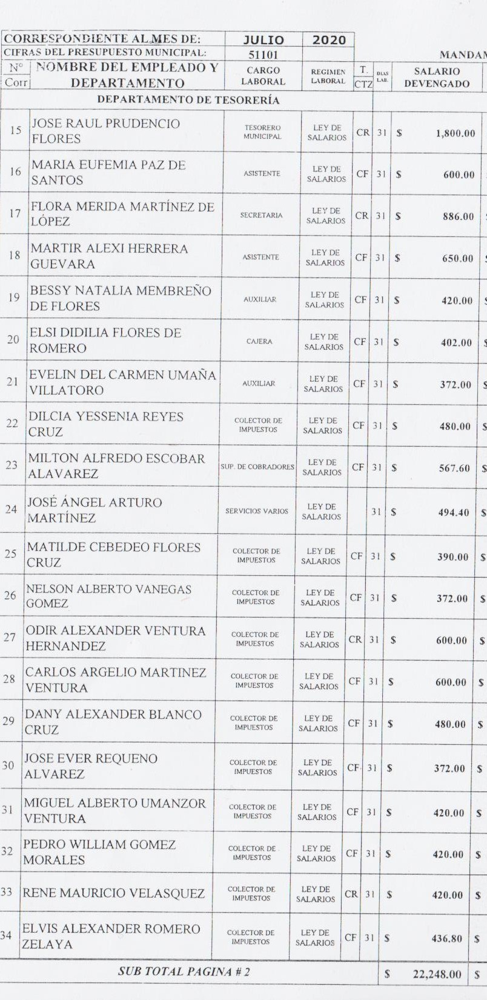 CORRESPONDIENTE AL MES DE: JULIO 2020
CIFRAS DEL PRESUPUESTO MUNICIPAL: 51101 MANDAM
Nº NOMBRE DEL EMPLEADO Y CARGO REGIMEN T. DIAS SALARIO
Corr DEPARTAMENTO LABORAL LABORAL CTZ LAB. DEVENGADO
DEPARTAMENTO DE TESORERÍA
15 JOSE RAUL PRUDENCIO TESORERO LEY DE CR 31 $ 1,800.00
FLORES MUNICIPAL SALARIOS
16 MARIA EUFEMIA PAZ DE ASISTENTE LEY DE CF 31 $ 600.00
SANTOS SALARIOS
17 FLORA MERIDA MARTÍNEZ DE SECRETARIA LEY DE CR 31 $ 886.00
LÓPEZ SALARIOS
18 MARTIR ALEXI HERRERA ASISTENTE LEY DE CF 31 $ 650.00
GUEVARA SALARIOS
19 BESSY NATALIA MEMBREÑO AUXILIAR LEY DE CF 31 $ 420.00 $
DE FLORES SALARIOS
20 ELSI DIDILIA FLORES DE CAJERA LEY DE CF 31 $ 402.00 $
ROMERO SALARIOS
21 EVELIN DEL CARMEN UMAÑA AUXILIAR LEY DE CF 31 $ 372.00 $
VILLATORO SALARIOS
22 DILCIA YESSENIA REYES COLECTOR DE LEY DE CF 31 $ 480.00 $
CRUZ IMPUESTOS SALARIOS
23 MILTON ALFREDO ESCOBAR SUP. DE COBRADORES LEY DE CF 31 $ 567.60 $
ALAVAREZ SALARIOS
24 JOSÉ ÁNGEL ARTURO SERVICIOS VARIOS LEY DE 31 $ 494.40 $
MARTÍNEZ SALARIOS
25 MATILDE CEBEDEO FLORES COLECTOR DE LEY DE CF 31 $ 390.00 $
CRUZ IMPUESTOS SALARIOS
26 NELSON ALBERTO VANEGAS COLECTOR DE LEY DE CF 31 $ 372.00 $
GOMEZ IMPUESTOS SALARIOS
27 ODIR ALEXANDER VENTURA COLECTOR DE LEY DE CR 31 $ 600.00 $
HERNANDEZ IMPUESTOS SALARIOS
28 CARLOS ARGELIO MARTINEZ COLECTOR DE LEY DE CF 31 $ 600.00 $
VENTURA IMPUESTOS SALARIOS
29 DANY ALEXANDER BLANCO COLECTOR DE LEY DE CF 31 $ 480.00 $
CRUZ IMPUESTOS SALARIOS
30 JOSE EVER REQUENO COLECTOR DE LEY DE CF 31 $ 372.00 $
ALVAREZ IMPUESTOS SALARIOS
31 MIGUEL ALBERTO UMANZOR COLECTOR DE LEY DE CF 31 $ 420.00 $
VENTURA IMPUESTOS SALARIOS
32 PEDRO WILLIAM GOMEZ COLECTOR DE LEY DE CF 31 $ 420.00 $
MORALES IMPUESTOS SALARIOS
33 RENE MAURICIO VELASQUEZ COLECTOR DE LEY DE CR 31 $ 420.00 $
IMPUESTOS SALARIOS
34 ELVIS ALEXANDER ROMERO COLECTOR DE LEY DE CF 31 $ 436.80 $
ZELAYA IMPUESTOS SALARIOS
SUB TOTAL PAGINA # 2 $ 22,248.00 $